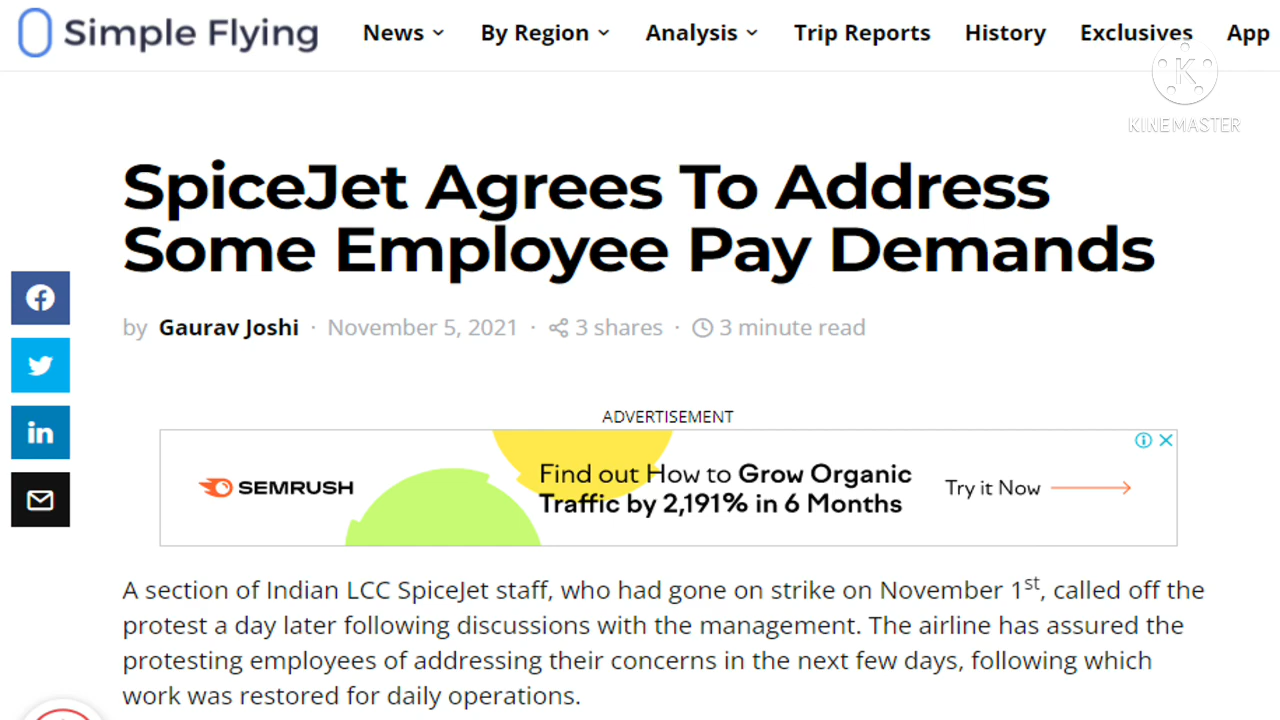 Simple Flying News By Region Analysis Trip Reports History Exclusives App
K
KINEMASTER
SpiceJet Agrees To Address
Some Employee Pay Demands
by Gaurav Joshi · November 5, 2021 · 3 shares · 3 minute read
ADVERTISEMENT
SEMRUSH
Find out How to Grow Organic
Traffic by 2,191% in 6 Months
Try it Now
A section of Indian LCC SpiceJet staff, who had gone on strike on November 1st, called off the
protest a day later following discussions with the management. The airline has assured the
protesting employees of addressing their concerns in the next few days, following which
work was restored for daily operations.